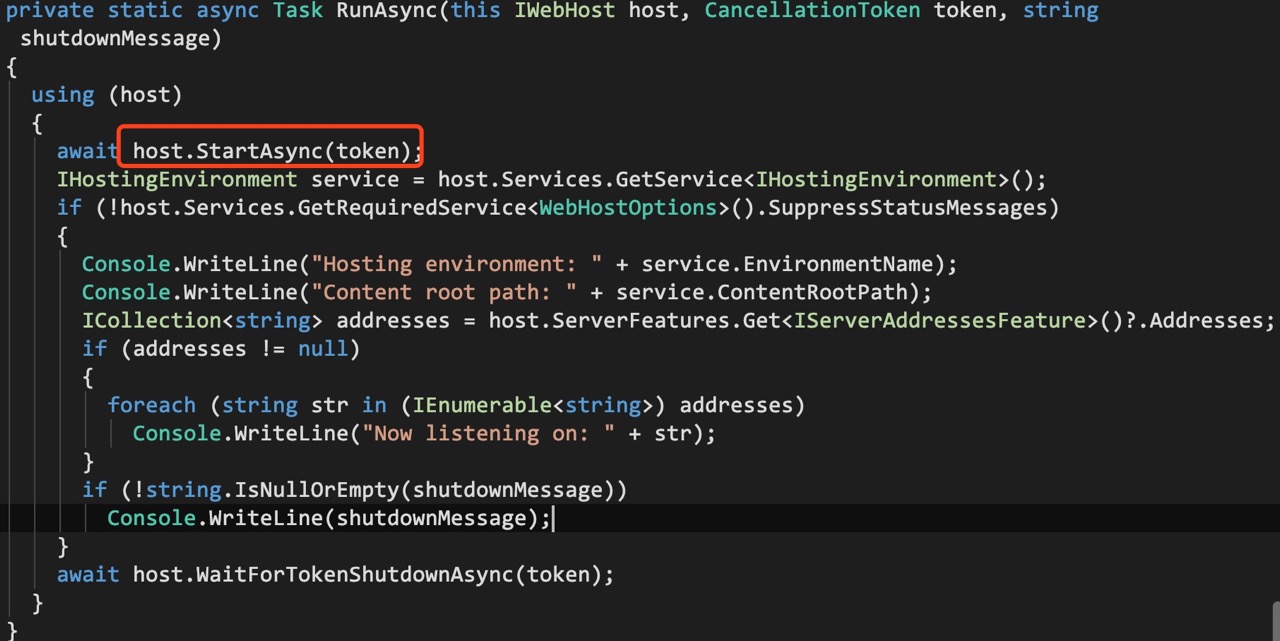 private static async Task RunAsync(this IWebHost host, CancellationToken token, string
shutdownMessage)
{
using (host)
{
await host.StartAsync(token);
IHostingEnvironment service = host.Services.GetService<IHostingEnvironment>();
if (!host.Services.GetRequiredService<WebHostOptions>().SuppressStatusMessages)
{
Console.WriteLine("Hosting environment: " + service.EnvironmentName);
Console.WriteLine("Content root path: " + service.ContentRootPath);
ICollection<string> addresses = host.ServerFeatures.Get<IServerAddressesFeature>()?.Addresses;
if (addresses != null)
{
foreach (string str in (IEnumerable<string>) addresses)
Console.WriteLine("Now listening on: " + str);
}
if (!string.IsNullOrEmpty(shutdownMessage))
Console.WriteLine(shutdownMessage);
}
await host.WaitForTokenShutdownAsync(token);
}
}